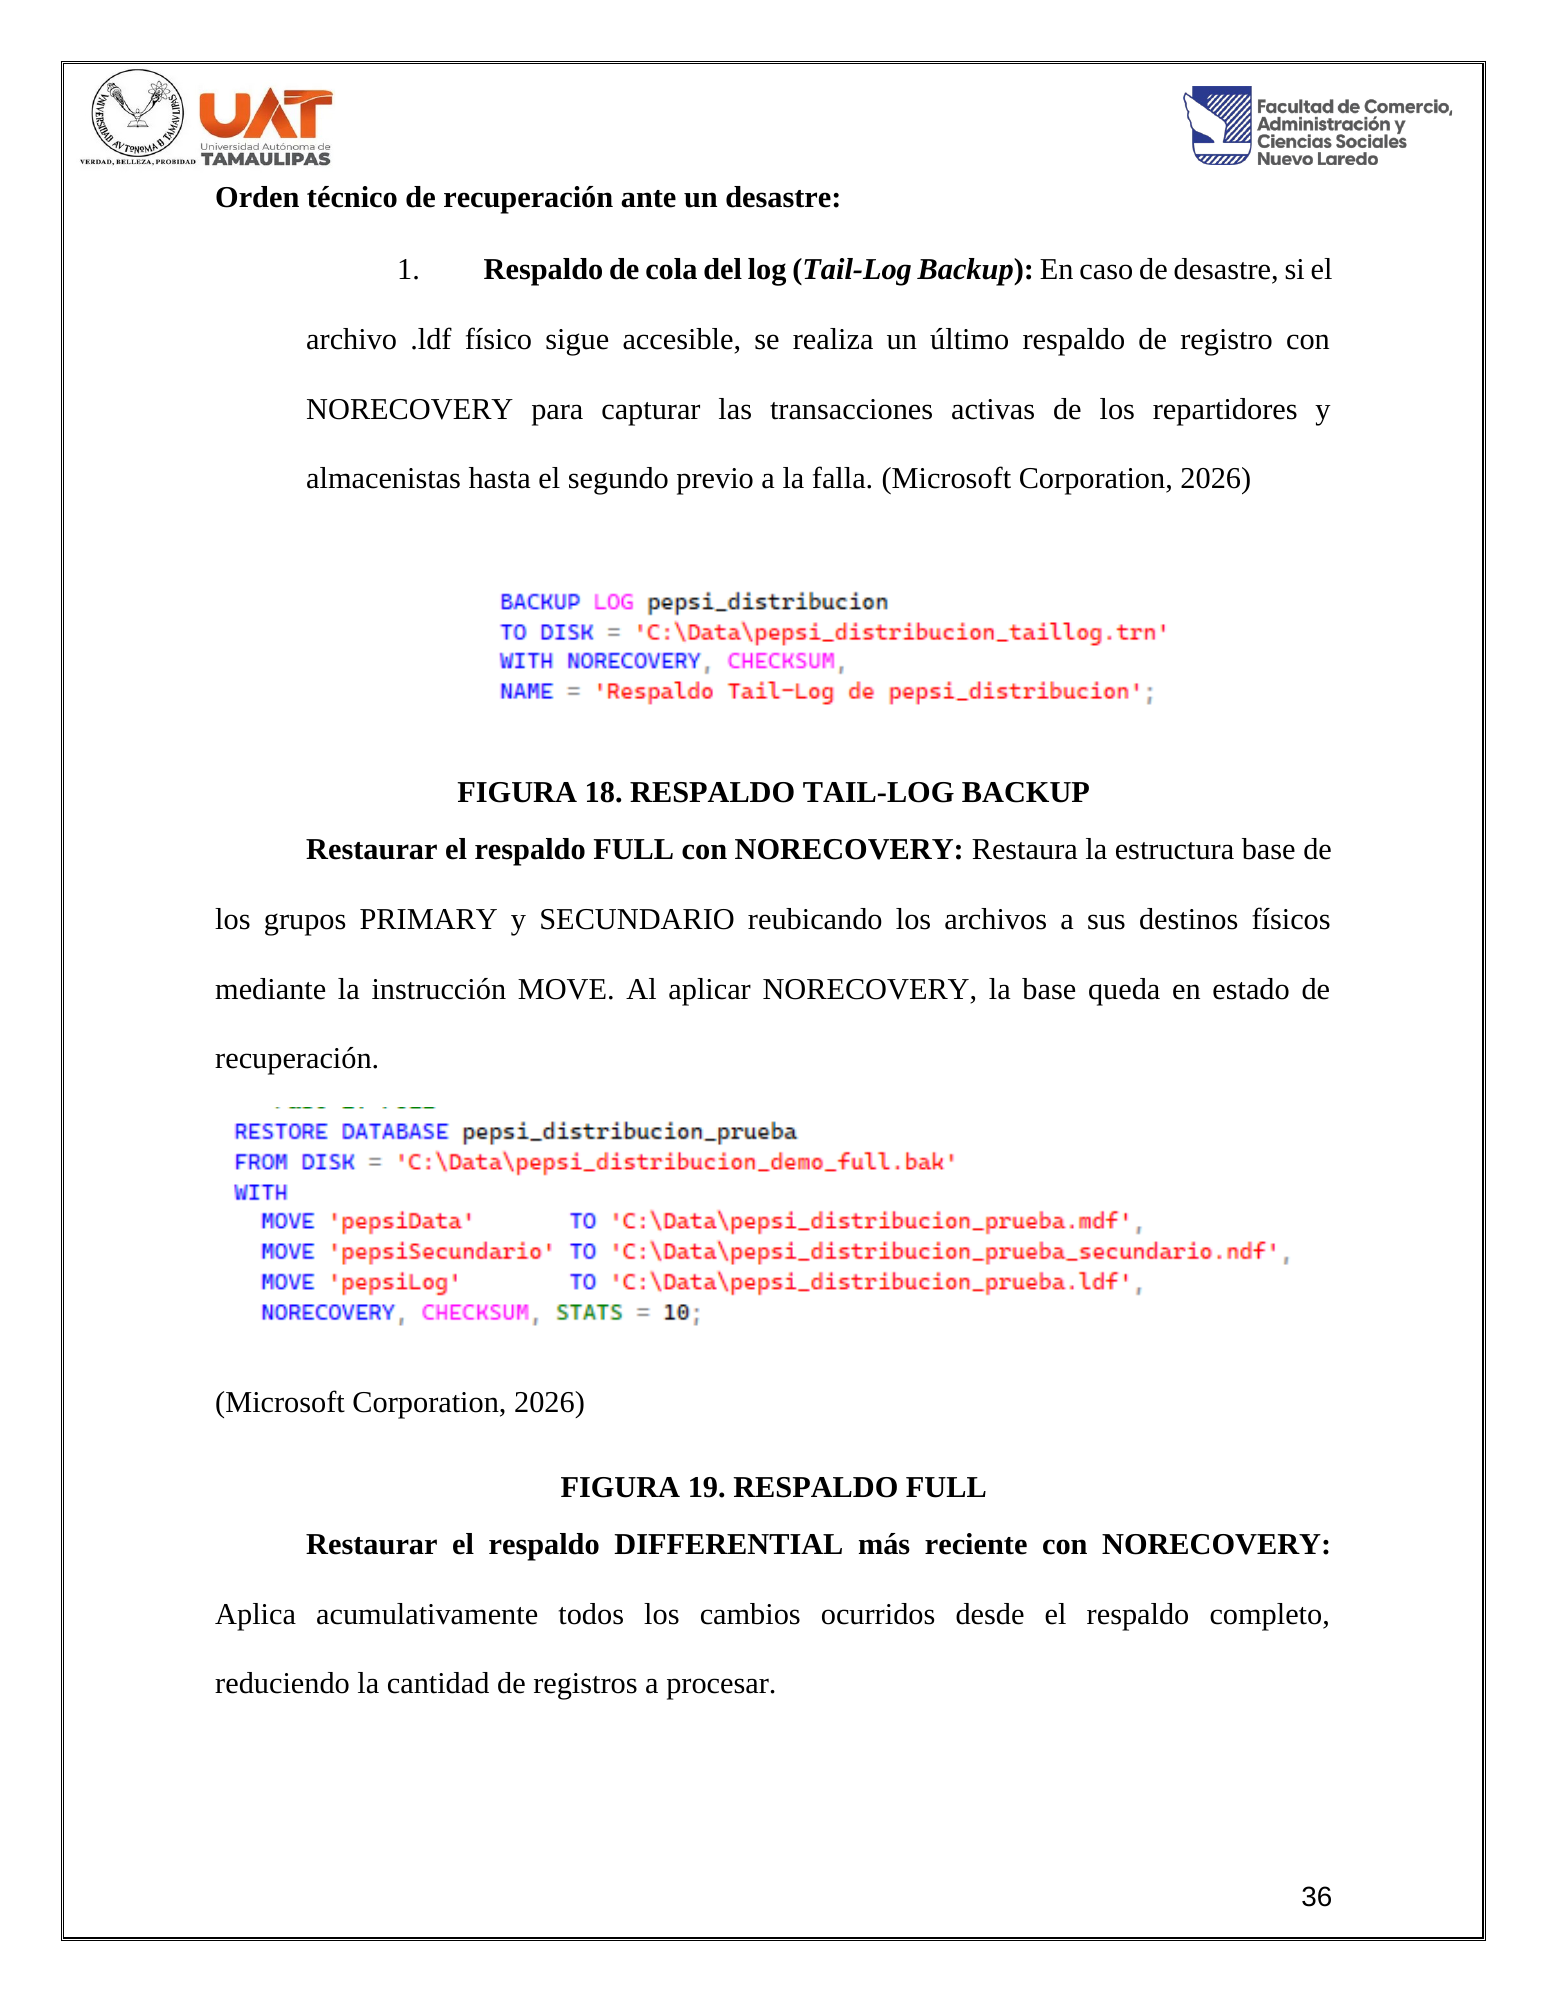 UNIVERSIDAD AUTONOMA DE TAMAULIPAS
VERDAD, BELLEZA, PROBIDAD
UAT
Universidad Autónoma de
TAMAULIPAS
Facultad de Comercio,
Administración y
Ciencias Sociales
Nuevo Laredo
Orden técnico de recuperación ante un desastre:
1. Respaldo de cola del log (Tail-Log Backup): En caso de desastre, si el
archivo .ldf físico sigue accesible, se realiza un último respaldo de registro con
NORECOVERY para capturar las transacciones activas de los repartidores y
almacenistas hasta el segundo previo a la falla. (Microsoft Corporation, 2026)
BACKUP LOG pepsi_distribucion
TO DISK = 'C:\Data\pepsi_distribucion_taillog.trn'
WITH NORECOVERY, CHECKSUM,
NAME = 'Respaldo Tail-Log de pepsi_distribucion';
FIGURA 18. RESPALDO TAIL-LOG BACKUP
Restaurar el respaldo FULL con NORECOVERY: Restaura la estructura base de
los grupos PRIMARY y SECUNDARIO reubicando los archivos a sus destinos físicos
mediante la instrucción MOVE. Al aplicar NORECOVERY, la base queda en estado de
recuperación.
RESTORE DATABASE pepsi_distribucion_prueba
FROM DISK = 'C:\Data\pepsi_distribucion_demo_full.bak'
WITH
MOVE 'pepsiData' TO 'C:\Data\pepsi_distribucion_prueba.mdf',
MOVE 'pepsiSecundario' TO 'C:\Data\pepsi_distribucion_prueba_secundario.ndf',
MOVE 'pepsiLog' TO 'C:\Data\pepsi_distribucion_prueba.ldf',
NORECOVERY, CHECKSUM, STATS = 10;
(Microsoft Corporation, 2026)
FIGURA 19. RESPALDO FULL
Restaurar el respaldo DIFFERENTIAL más reciente con NORECOVERY:
Aplica acumulativamente todos los cambios ocurridos desde el respaldo completo,
reduciendo la cantidad de registros a procesar.
36